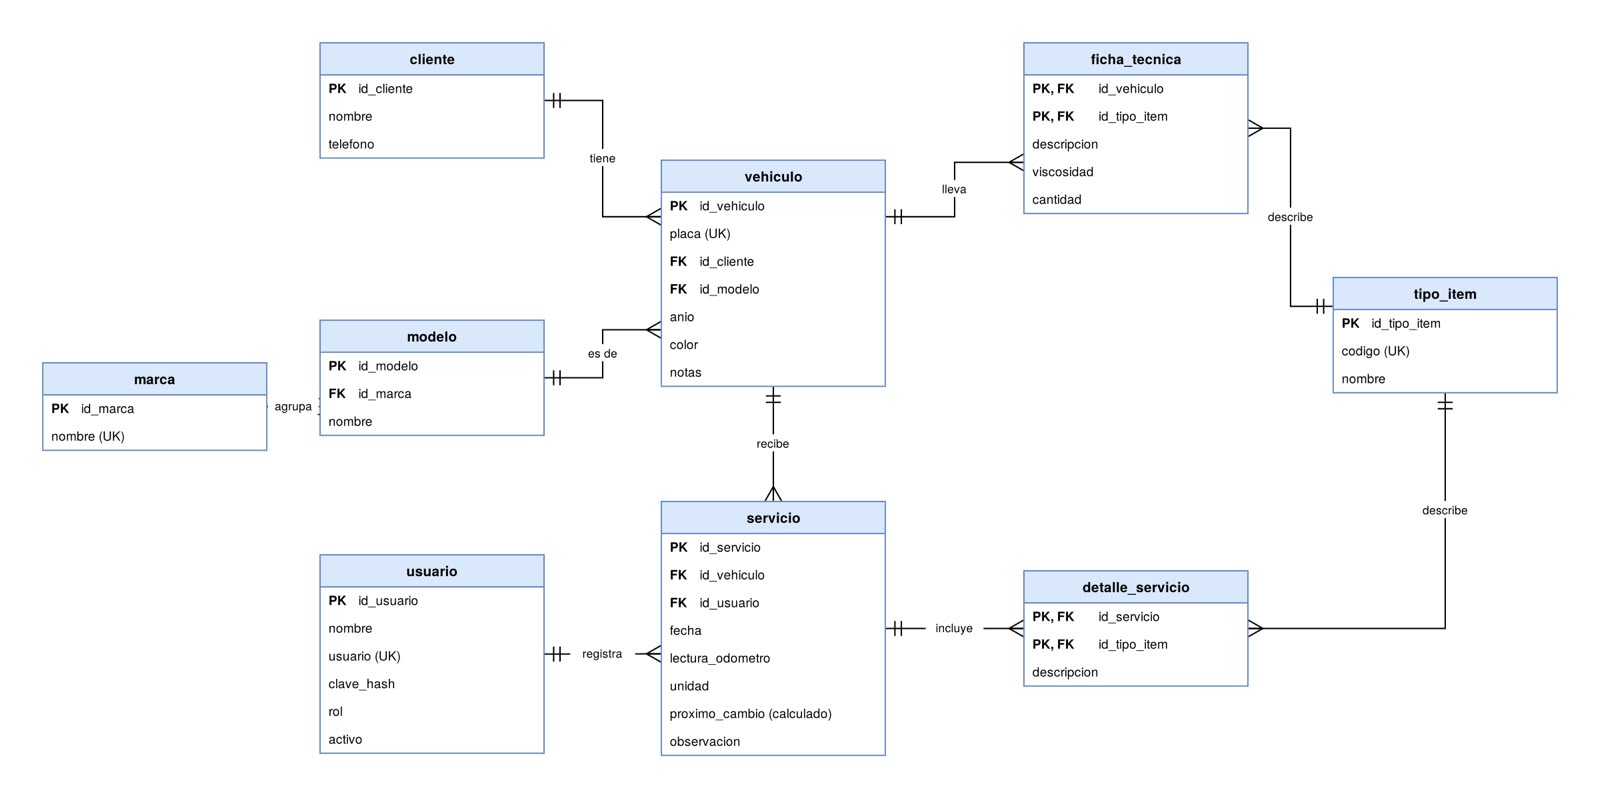 cliente
PK id_cliente
nombre
telefono
tiene
vehiculo
PK id_vehiculo
placa (UK)
FK id_cliente
FK id_modelo
anio
color
notas
lleva
ficha_tecnica
PK, FK id_vehiculo
PK, FK id_tipo_item
descripcion
viscosidad
cantidad
describe
tipo_item
PK id_tipo_item
codigo (UK)
nombre
marca
PK id_marca
nombre (UK)
agrupa
modelo
PK id_modelo
FK id_marca
nombre
es de
recibe
describe
usuario
PK id_usuario
nombre
usuario (UK)
clave_hash
rol
activo
registra
servicio
PK id_servicio
FK id_vehiculo
FK id_usuario
fecha
lectura_odometro
unidad
proximo_cambio (calculado)
observacion
incluye
detalle_servicio
PK, FK id_servicio
PK, FK id_tipo_item
descripcion